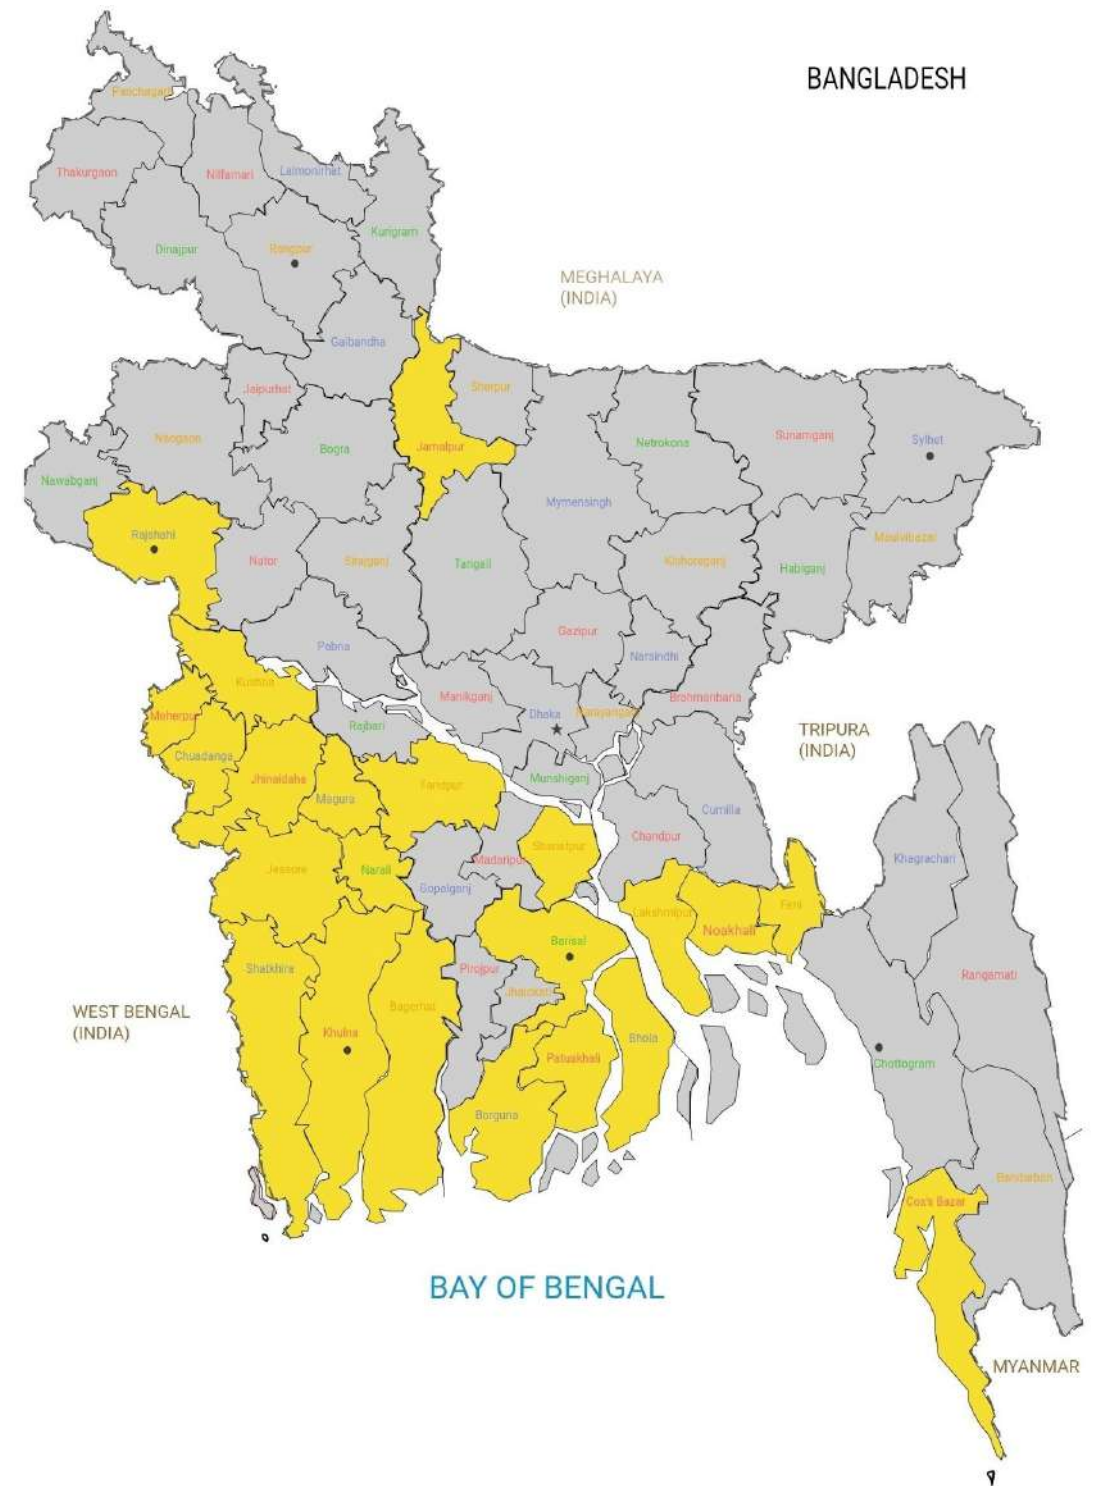 BANGLADESH
Panchagarh
Thakurgaon
Nilfamari
Lalmonirhat
Kurigram
Dinajpur
Rangpur
MEGHALAYA
(INDIA)
Gaibandha
Jaipurhat
Sherpur
Naogaon
Bogra
Jamalpur
Netrokona
Sunamganj
Sylhet
Nawabganj
Mymensingh
Rajshahi
Nator
Sirajganj
Tangail
Kishoreganj
Habiganj
Maulvibazar
Pabna
Gazipur
Narsindhi
Kushtia
Manikganj
Dhaka
Narayanganj
Brahmanbaria
Meherpur
Rajbari
Chuadanga
TRIPURA
(INDIA)
Jhinaidaha
Magura
Faridpur
Munshiganj
Cumilla
Chandpur
Shariatpur
Madaripur
Khagrachari
Jessore
Narail
Gopalganj
Lakshmipur
Feni
Noakhali
Barisal
Shatkhira
Pirojpur
Rangamati
Jhalokati
Bagerhat
WEST BENGAL
(INDIA)
Khulna
Bhola
Patuakhali
Chottogram
Borguna
Bandarban
Cox's Bazar
BAY OF BENGAL
MYANMAR